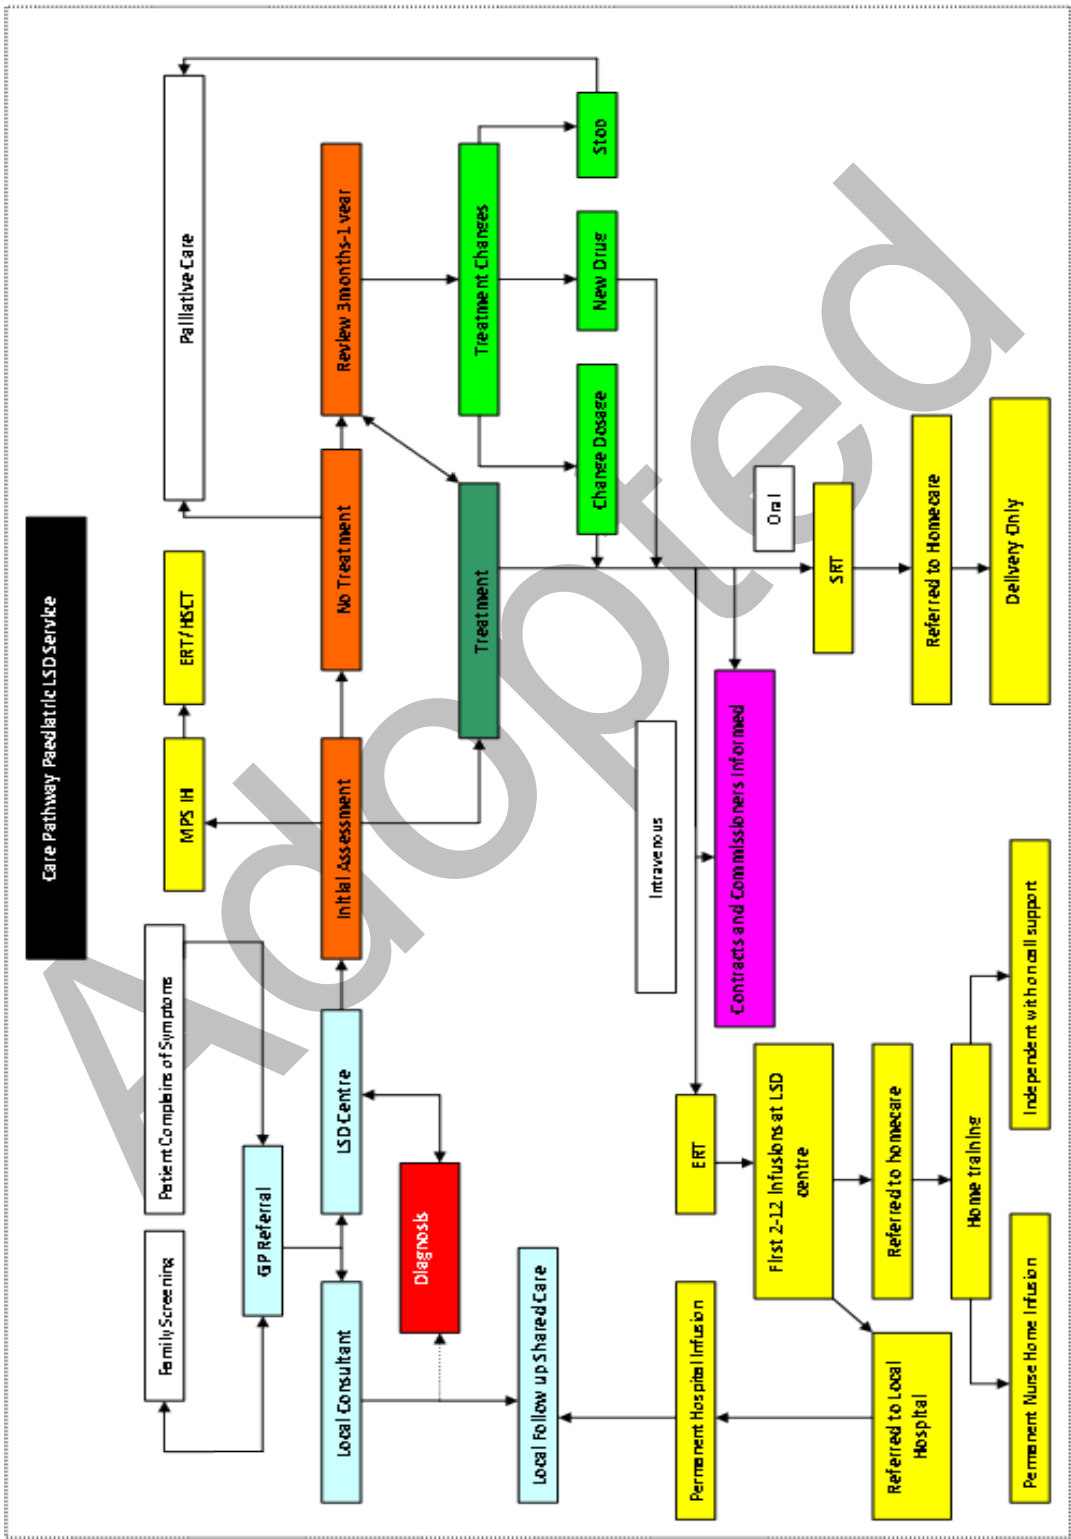 Care Pathway Paediatric LSD Service
Family Screening
Patient Complains of Symptoms
MPS IH
ERT/HSCT
Palliative Care
GP Referral
Local Consultant
LSD Centre
Initial Assessment
No Treatment
Review 3months-1 year
Diagnosis
Treatment
Treatment Changes
Local Follow up Shared Care
Change Dosage
New Drug
Stop
Intravenous
Permanent Hospital Infusion
ERT
Contracts and Commissioners Informed
Oral
First 2-12 Infusions at LSD
centre
SRT
Referred to Local
Hospital
Referred to homecare
Referred to Homecare
Home training
Delivery Only
Permanent Nurse Home Infusion
Independent with oncall support
Adopted